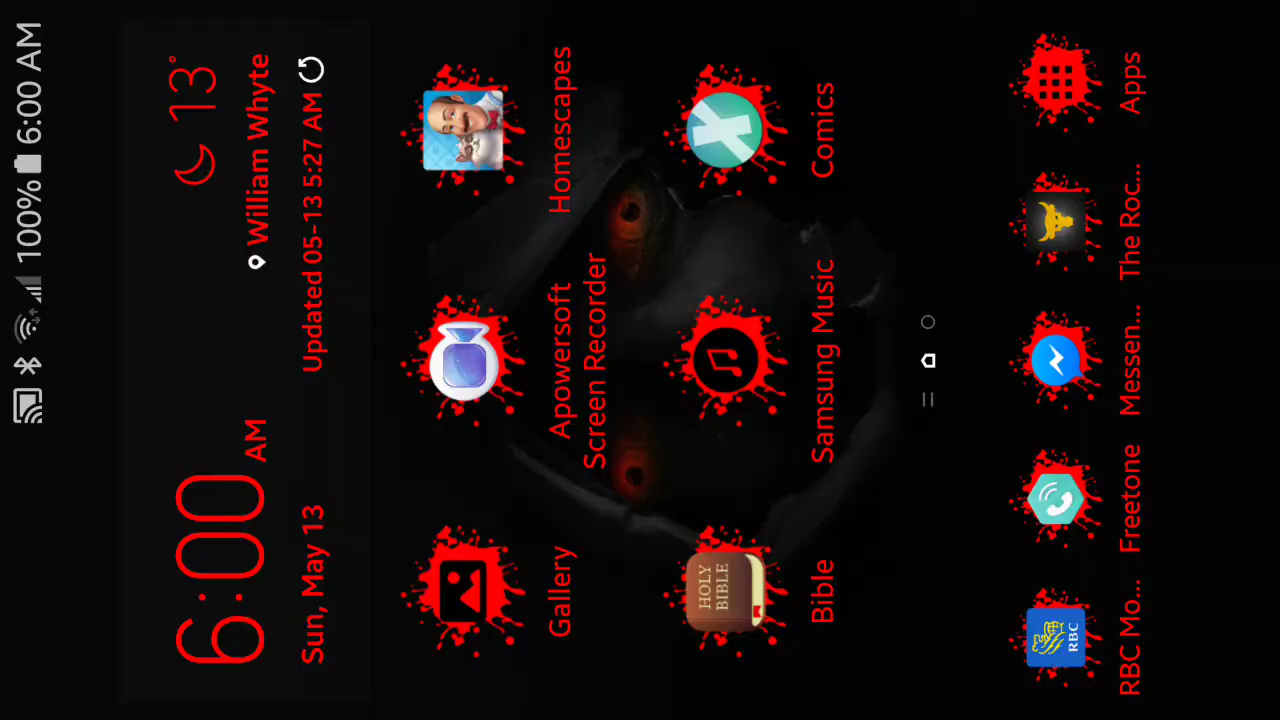 100% 6:00 AM
6:00 AM
13°
William Whyte
Sun, May 13
Updated 05-13 5:27 AM
Gallery
Apowersoft
Screen Recorder
Homescapes
HOLY
BIBLE
Bible
Samsung Music
Comics
RBC
RBC Mo...
Freetone
Messen...
The Roc...
Apps